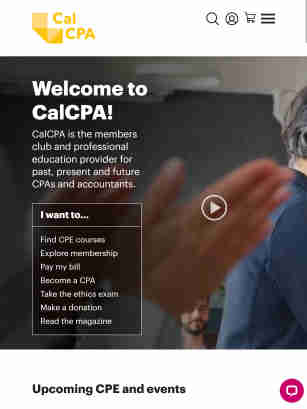 Cal
CPA
Welcome to
CalCPA!
CalCPA is the members
club and professional
education provider for
past, present and future
CPAs and accountants.
I want to...
Find CPE courses
Explore membership
Pay my bill
Become a CPA
Take the ethics exam
Make a donation
Read the magazine
Upcoming CPE and events